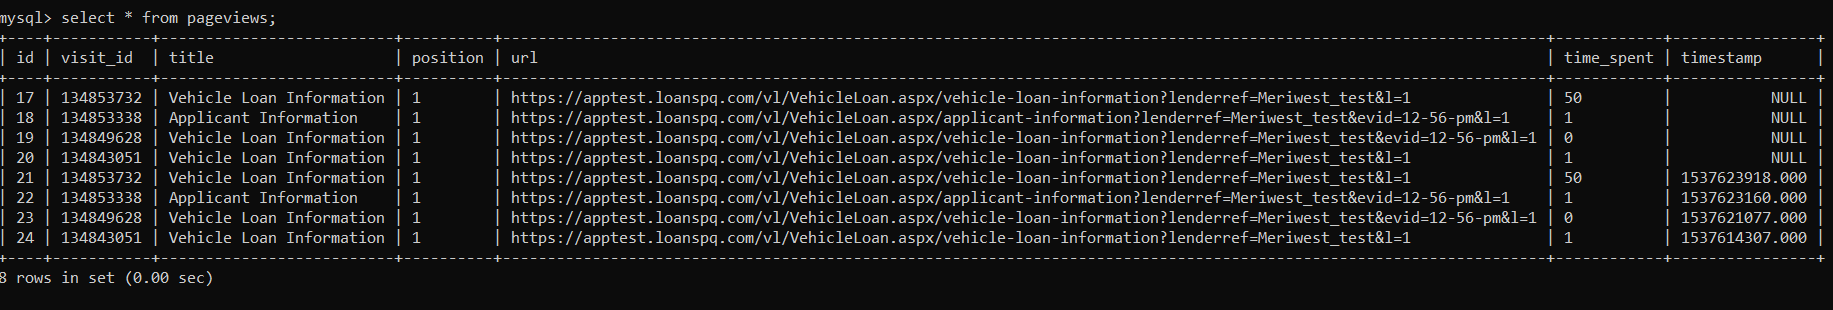 mysql> select * from pageviews;
+----+-----------+--------------------------+----------+---------------------------------------------------------------------------------------------------------+------------+----------------+
| id | visit_id  | title                    | position | url                                                                                                     | time_spent | timestamp      |
+----+-----------+--------------------------+----------+---------------------------------------------------------------------------------------------------------+------------+----------------+
| 17 | 134853732 | Vehicle Loan Information | 1        | https://apptest.loanspq.com/vl/VehicleLoan.aspx/vehicle-loan-information?lenderref=Meriwest_test&l=1 | 50         |           NULL |
| 18 | 134853338 | Applicant Information    | 1        | https://apptest.loanspq.com/vl/VehicleLoan.aspx/applicant-information?lenderref=Meriwest_test&evid=12-56-pm&l=1 | 1          |           NULL |
| 19 | 134849628 | Vehicle Loan Information | 1        | https://apptest.loanspq.com/vl/VehicleLoan.aspx/vehicle-loan-information?lenderref=Meriwest_test&evid=12-56-pm&l=1 | 0          |           NULL |
| 20 | 134843051 | Vehicle Loan Information | 1        | https://apptest.loanspq.com/vl/VehicleLoan.aspx/vehicle-loan-information?lenderref=Meriwest_test&l=1 | 1          |           NULL |
| 21 | 134853732 | Vehicle Loan Information | 1        | https://apptest.loanspq.com/vl/VehicleLoan.aspx/vehicle-loan-information?lenderref=Meriwest_test&l=1 | 50         | 1537623918.000 |
| 22 | 134853338 | Applicant Information    | 1        | https://apptest.loanspq.com/vl/VehicleLoan.aspx/applicant-information?lenderref=Meriwest_test&evid=12-56-pm&l=1 | 1          | 1537623160.000 |
| 23 | 134849628 | Vehicle Loan Information | 1        | https://apptest.loanspq.com/vl/VehicleLoan.aspx/vehicle-loan-information?lenderref=Meriwest_test&evid=12-56-pm&l=1 | 0          | 1537621077.000 |
| 24 | 134843051 | Vehicle Loan Information | 1        | https://apptest.loanspq.com/vl/VehicleLoan.aspx/vehicle-loan-information?lenderref=Meriwest_test&l=1 | 1          | 1537614307.000 |
+----+-----------+--------------------------+----------+---------------------------------------------------------------------------------------------------------+------------+----------------+
8 rows in set (0.00 sec)